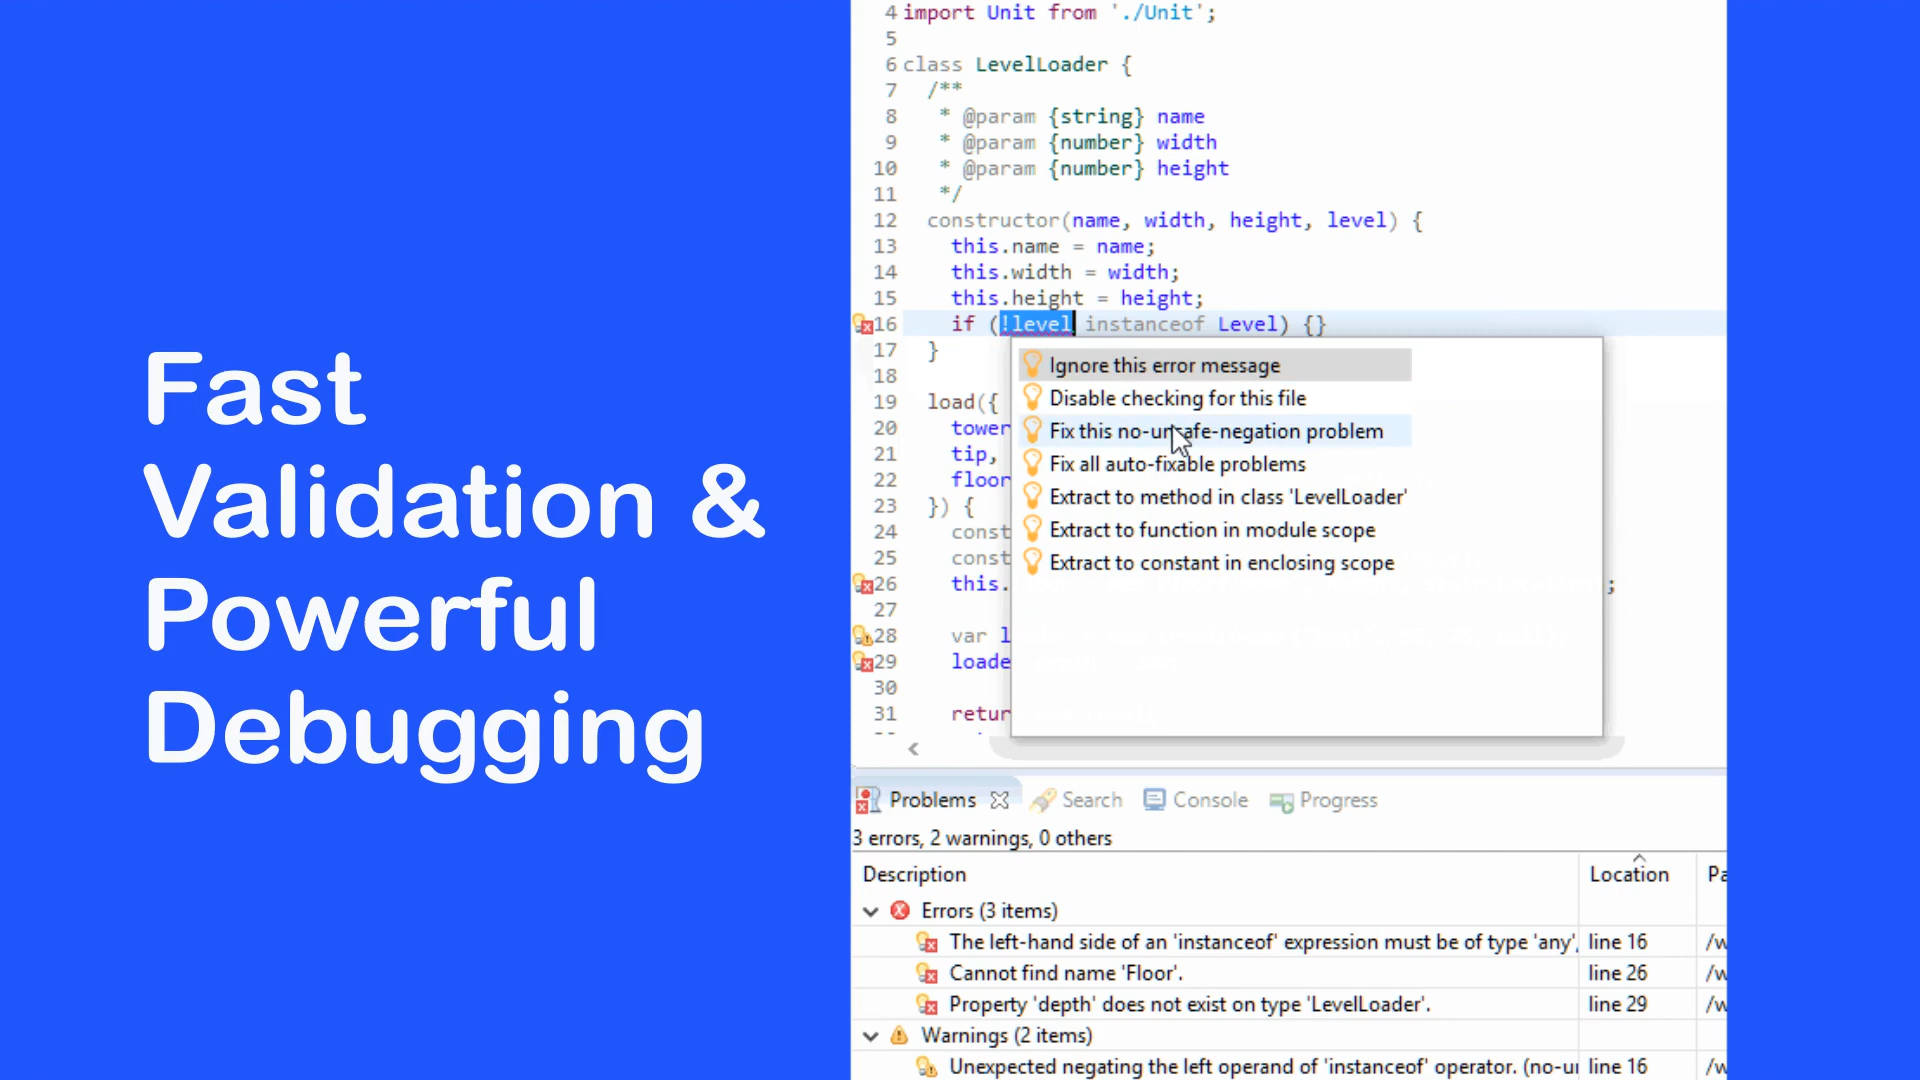 Fast
Validation &
Powerful
Debugging
4 import Unit from './Unit';
5
6 class LevelLoader {
7 /**
8 * @param {string} name
9 * @param {number} width
10 * @param {number} height
11 */
12 constructor(name, width, height, level) {
13 this.name = name;
14 this.width = width;
15 this.height = height;
16 if (!level instanceof Level) {}
17 }
18
19 load({
20 tower
21 tip,
22 floor
23 }) {
24 const
25 const
26 this. ;
27
28 var l
29 loade
30
31 retur
Ignore this error message
Disable checking for this file
Fix this no-unsafe-negation problem
Fix all auto-fixable problems
Extract to method in class 'LevelLoader'
Extract to function in module scope
Extract to constant in enclosing scope
Problems Search Console Progress
3 errors, 2 warnings, 0 others
Description Location Pa
Errors (3 items)
The left-hand side of an 'instanceof' expression must be of type 'any', line 16 /w
Cannot find name 'Floor'. line 26 /w
Property 'depth' does not exist on type 'LevelLoader'. line 29 /w
Warnings (2 items)
Unexpected negating the left operand of 'instanceof' operator. (no-u line 16 /w